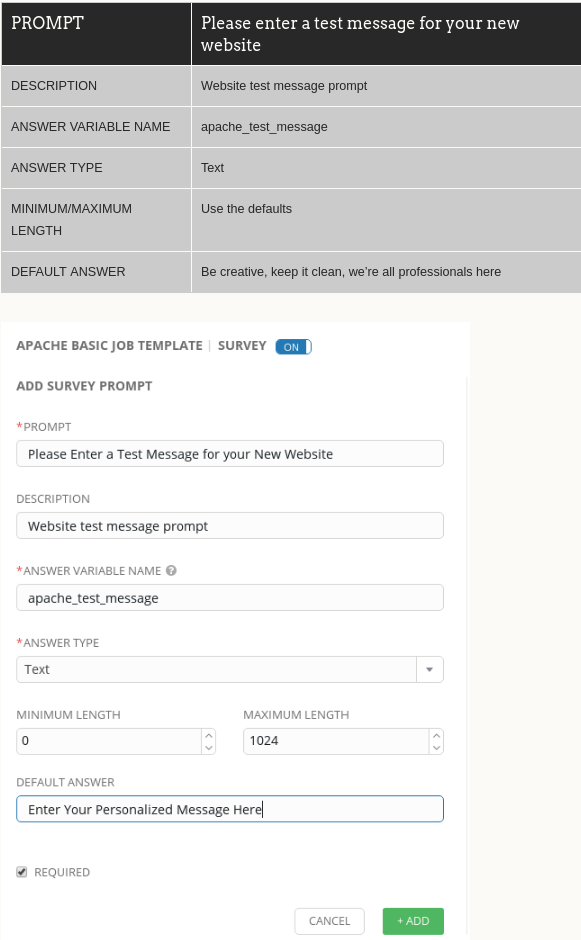 PROMPT
Please enter a test message for your new
website
DESCRIPTION
Website test message prompt
ANSWER VARIABLE NAME
apache_test_message
ANSWER TYPE
Text
MINIMUM/MAXIMUM
LENGTH
Use the defaults
DEFAULT ANSWER
Be creative, keep it clean, we’re all professionals here
APACHE BASIC JOB TEMPLATE | SURVEY ON
ADD SURVEY PROMPT
*PROMPT
Please Enter a Test Message for your New Website
DESCRIPTION
Website test message prompt
*ANSWER VARIABLE NAME ?
apache_test_message
*ANSWER TYPE
Text
MINIMUM LENGTH
MAXIMUM LENGTH
0
1024
DEFAULT ANSWER
Enter Your Personalized Message Here
REQUIRED
CANCEL
+ ADD